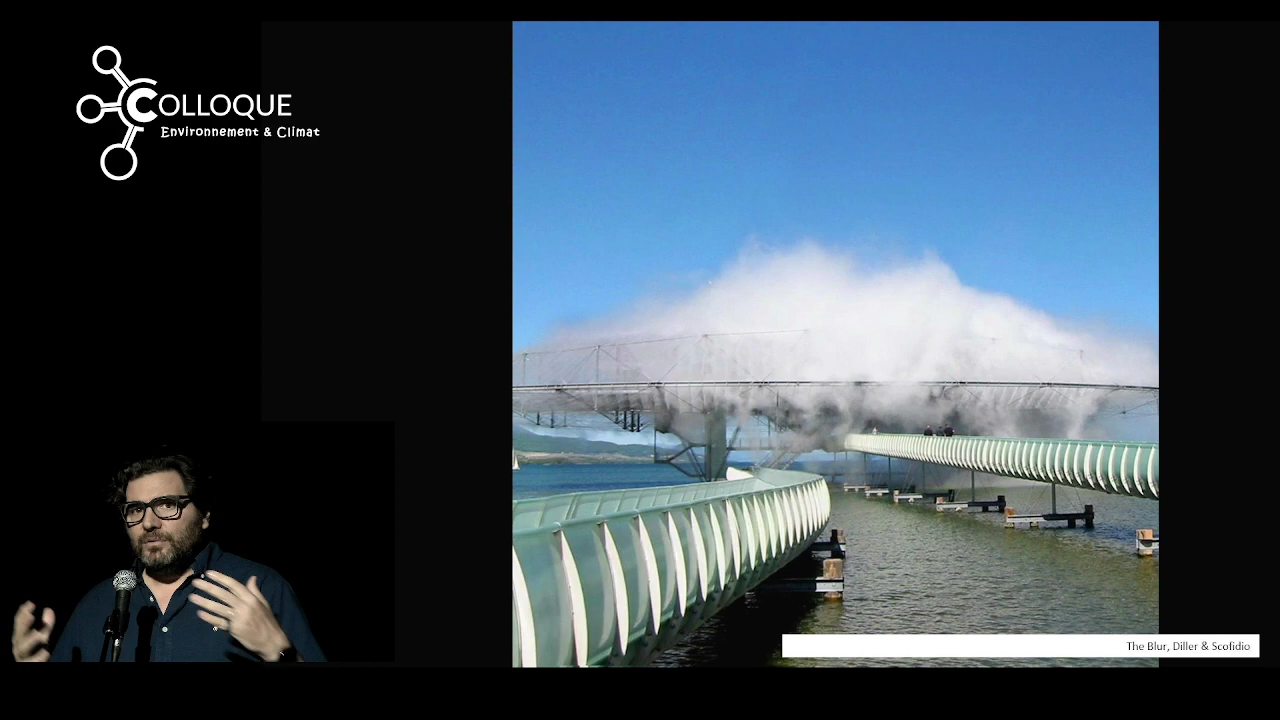 COLLOQUE
Environnement & Climat
The Blur, Diller & Scofidio